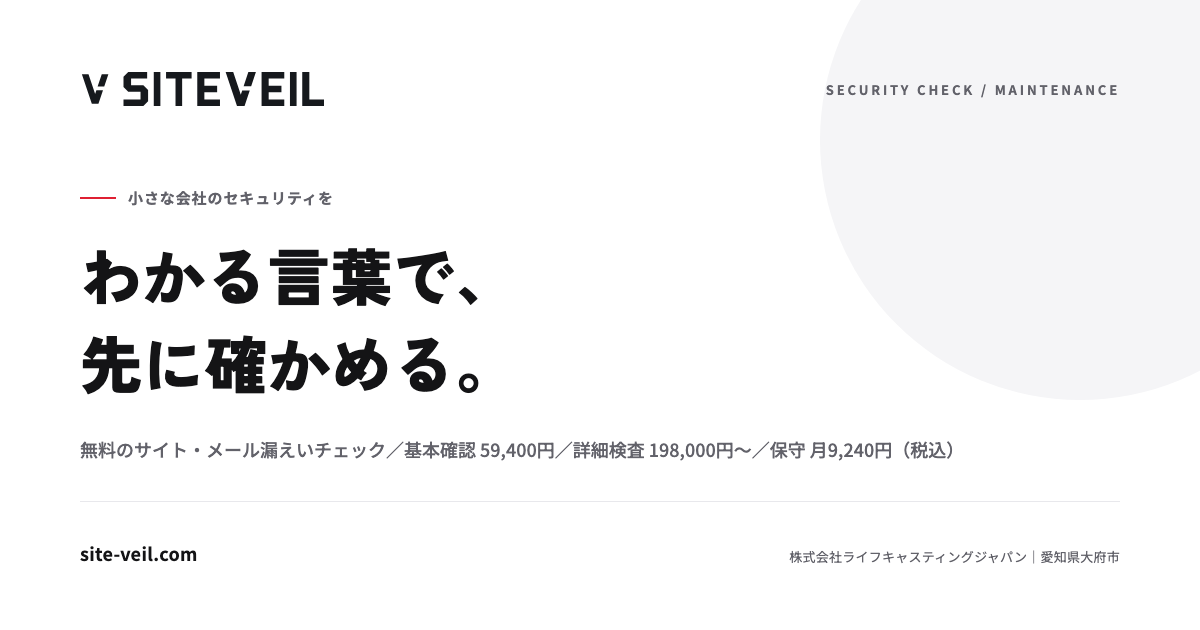 V SITEVEIL
SECURITY CHECK / MAINTENANCE
小さな会社のセキュリティを
わかる言葉で、
先に確かめる。
無料のサイト・メール漏えいチェック／基本確認 59,400円／詳細検査 198,000円〜／保守 月9,240円（税込）
site-veil.com
株式会社ライフキャスティングジャパン｜愛知県大府市